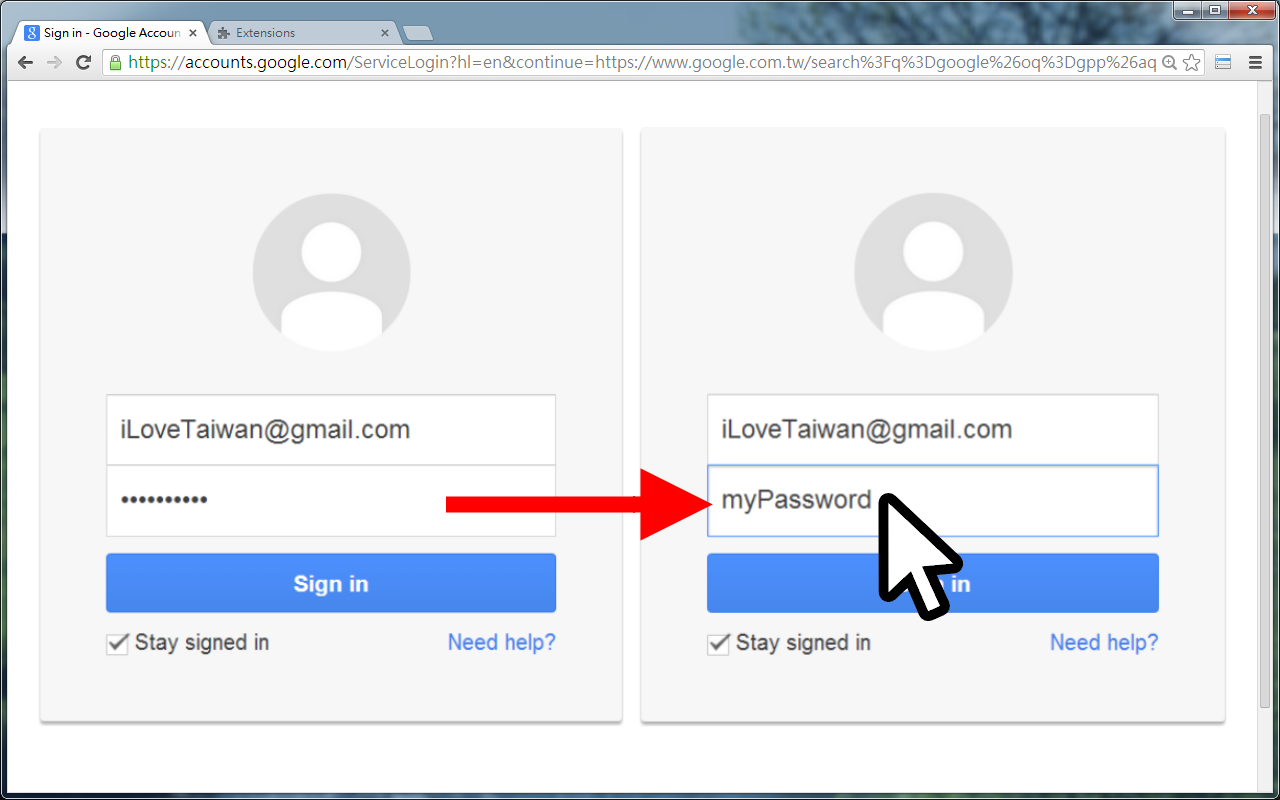 Sign in - Google Accoun
Extensions
https://accounts.google.com/ServiceLogin?hl=en&continue=https://www.google.com.tw/search%3Fq%3Dgoogle%26oq%3Dgpp%26aq
iLoveTaiwan@gmail.com
••••••••••
Sign in
Stay signed in
Need help?
iLoveTaiwan@gmail.com
myPassword
in
Stay signed in
Need help?